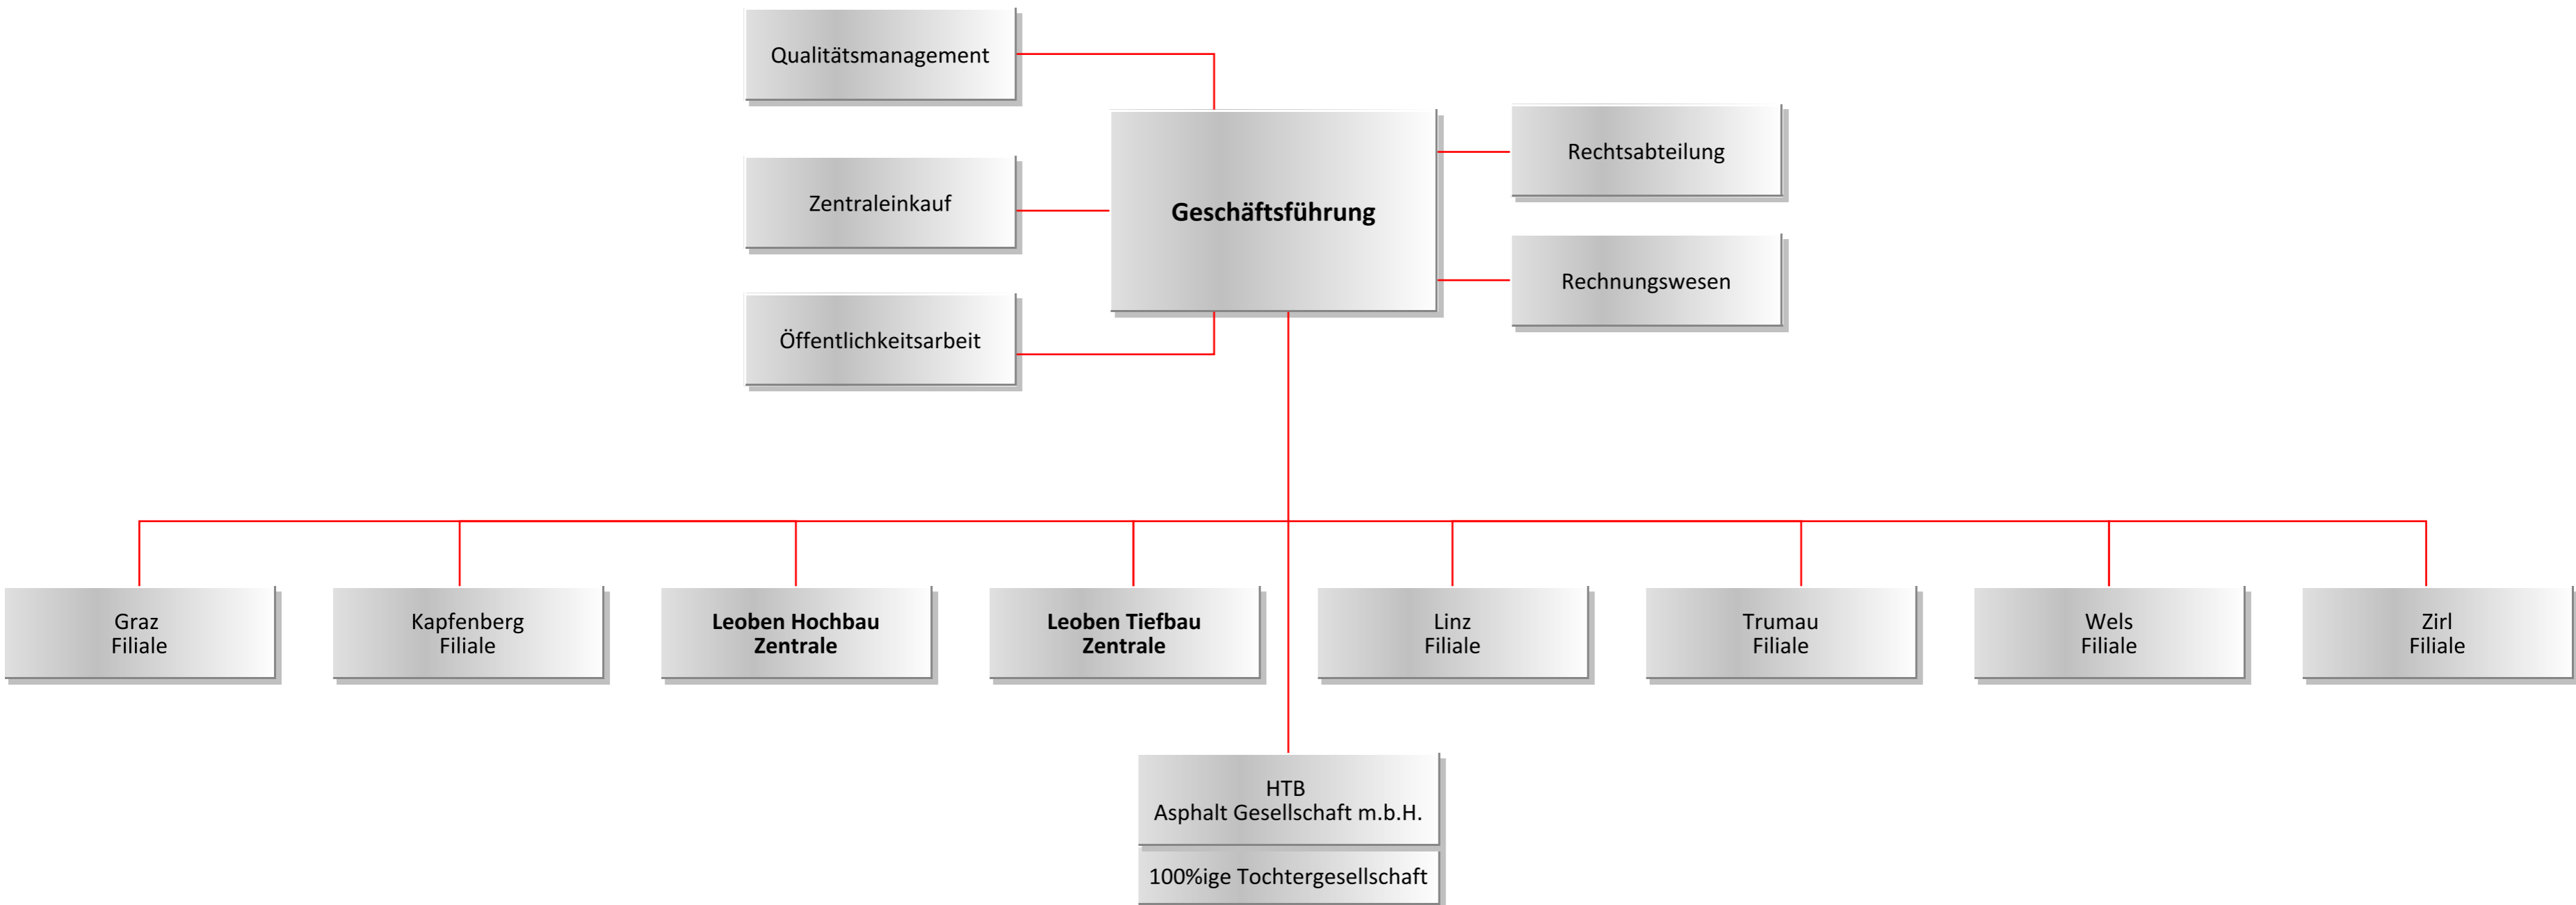 Qualitätsmanagement
Zentraleinkauf
Öffentlichkeitsarbeit
Geschäftsführung
Rechtsabteilung
Rechnungswesen
Graz
Filiale
Kapfenberg
Filiale
Leoben Hochbau
Zentrale
Leoben Tiefbau
Zentrale
Linz
Filiale
Trumau
Filiale
Wels
Filiale
Zirl
Filiale
HTB
Asphalt Gesellschaft m.b.H.
100%ige Tochtergesellschaft